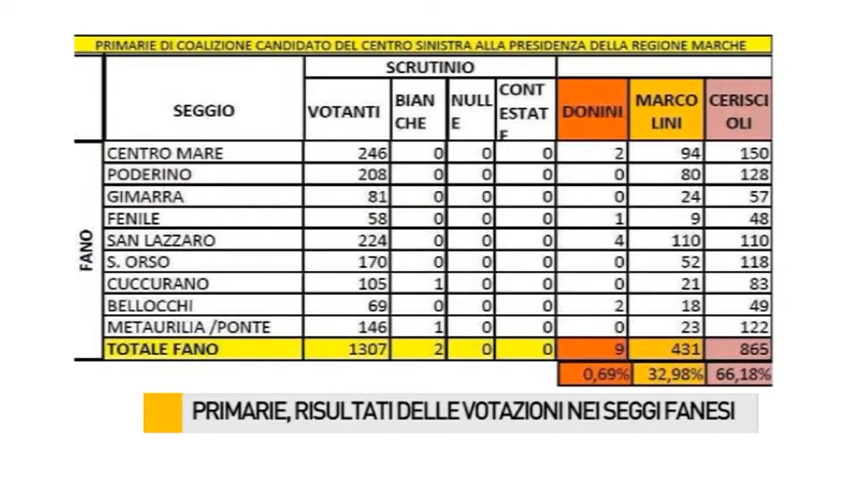 PRIMARIE DI COALIZIONE CANDIDATO DEL CENTRO SINISTRA ALLA PRESIDENZA DELLA REGIONE MARCHE
SCRUTINIO
SEGGIO VOTANTI BIAN CHE NULL E CONT ESTAT E DONINI MARCO LINI CERISCI OLI
FANO
CENTRO MARE 246 0 0 0 2 94 150
PODERINO 208 0 0 0 0 80 128
GIMARRA 81 0 0 0 0 24 57
FENILE 58 0 0 0 1 9 48
SAN LAZZARO 224 0 0 0 4 110 110
S. ORSO 170 0 0 0 0 52 118
CUCCURANO 105 1 0 0 0 21 83
BELLOCCHI 69 0 0 0 2 18 49
METAURILIA /PONTE 146 1 0 0 0 23 122
TOTALE FANO 1307 2 0 0 9 431 865
0,69% 32,98% 66,18%
PRIMARIE, RISULTATI DELLE VOTAZIONI NEI SEGGI FANESI